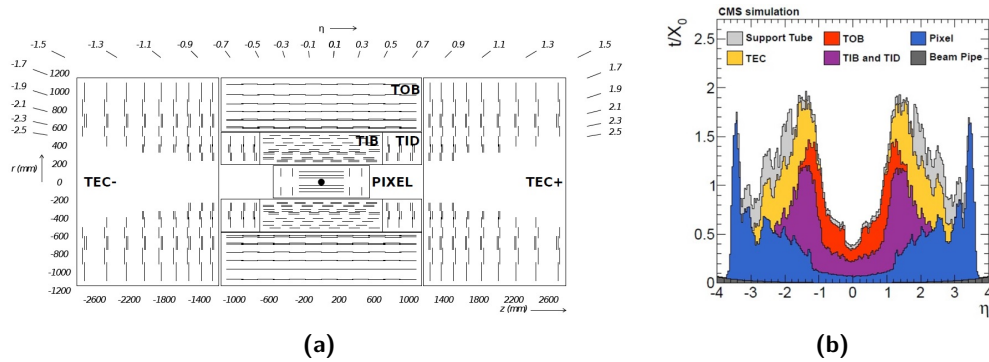 η
-1.5 -1.3 -1.1 -0.9 -0.7 -0.5 -0.3 -0.1 0.1 0.3 0.5 0.7 0.9 1.1 1.3 1.5
-1.7 1200 1.7
-1.9 1000 TOB 1.9
-2.1 800 2.1
-2.3 600 2.3
-2.5 400 TIB TID 2.5
r (mm) 200
0 TEC- PIXEL TEC+
-200
-400
-600
-800
-1000
-1200
-2600 -2200 -1800 -1400 -1000 -600 -200 200 600 1000 1400 1800 2200 2600
z (mm)
(a)
CMS simulation
t/X0
Support Tube TOB Pixel
TEC TIB and TID Beam Pipe
2.5
2
1.5
1
0.5
0
-4 -3 -2 -1 0 1 2 3 4
η
(b)